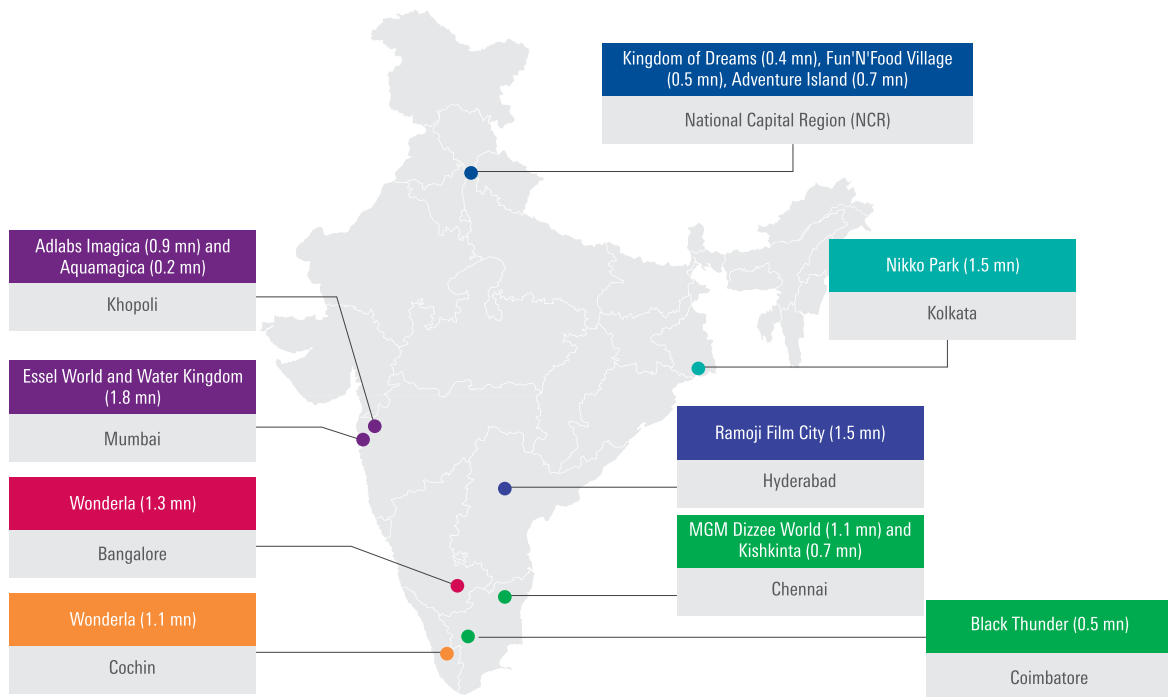 Kingdom of Dreams (0.4 mn), Fun'N'Food Village
(0.5 mn), Adventure Island (0.7 mn)
National Capital Region (NCR)
Adlabs Imagica (0.9 mn) and
Aquamagica (0.2 mn)
Khopoli
Nikko Park (1.5 mn)
Kolkata
Essel World and Water Kingdom
(1.8 mn)
Mumbai
Ramoji Film City (1.5 mn)
Hyderabad
Wonderla (1.3 mn)
Bangalore
MGM Dizzee World (1.1 mn) and
Kishkinta (0.7 mn)
Chennai
Wonderla (1.1 mn)
Cochin
Black Thunder (0.5 mn)
Coimbatore